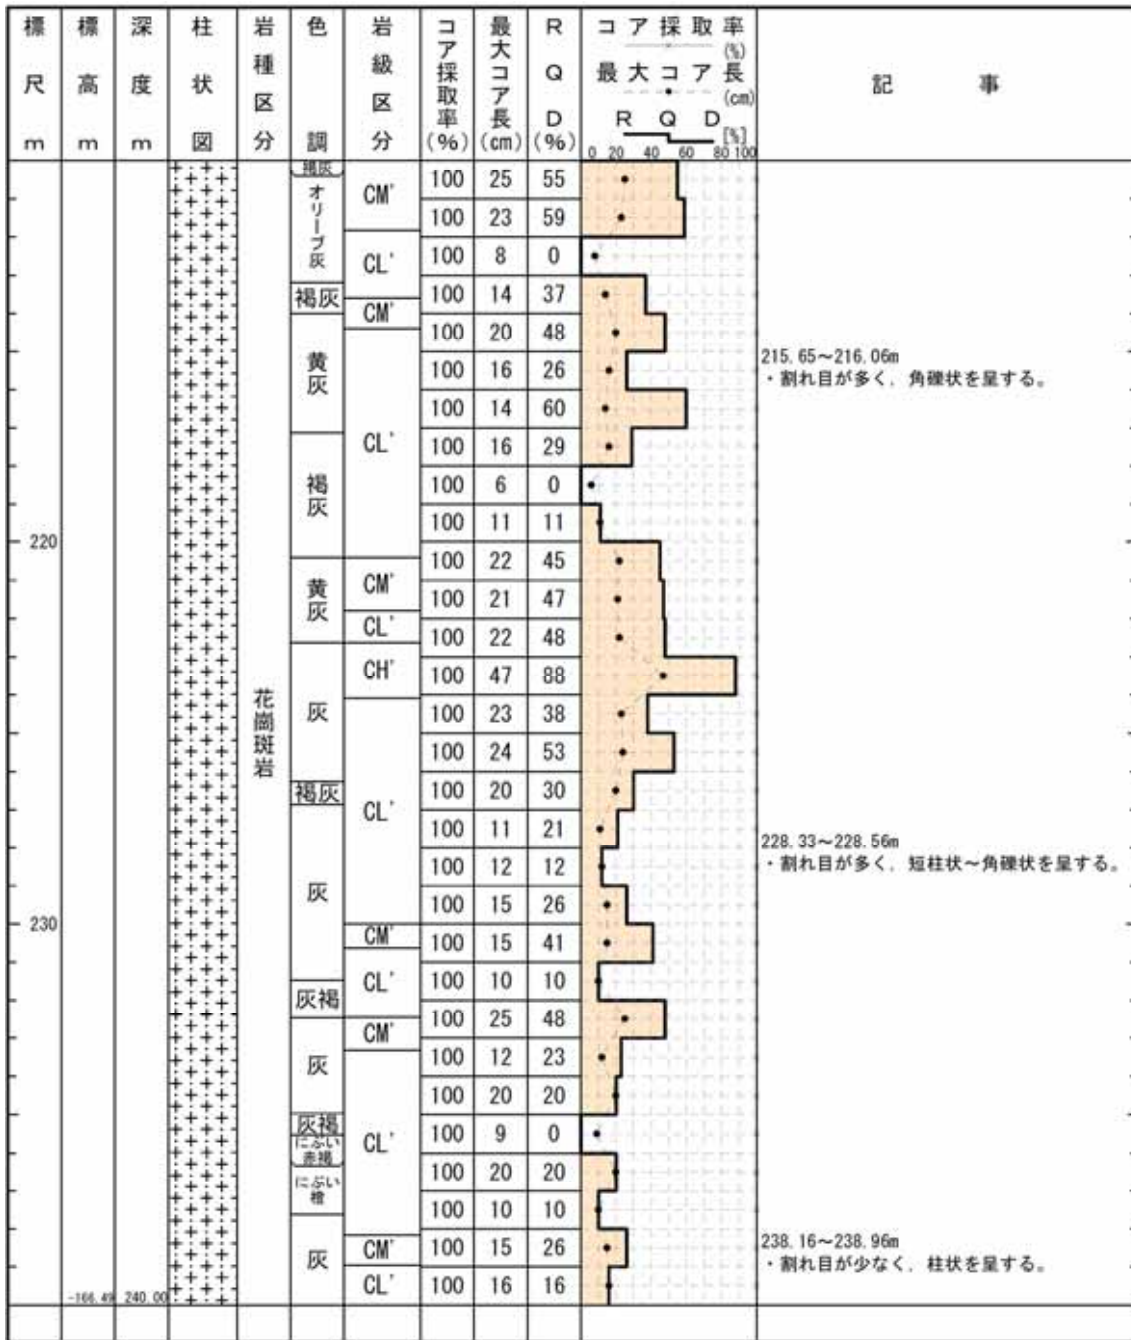 標尺m
標高m
深度m
柱状図
岩種区分
色調
岩級区分
コア採取率(%)
最大コア長(cm)
RQD(%)
コア採取率(%)
最大コア長(cm)
RQD[%]
0 20 40 60 80 100
記事
褐灰
オリーブ灰
褐灰
黄灰
褐灰
黄灰
灰
褐灰
灰
灰褐
灰
灰褐
にぶい赤褐
にぶい橙
灰
花崗斑岩
CM'
CL'
CM'
CL'
CM'
CL'
CH'
CL'
CM'
CL'
CM'
CL'
CM'
CL'
100 25 55
100 23 59
100 8 0
100 14 37
100 20 48
100 16 26
100 14 60
100 16 29
100 6 0
100 11 11
100 22 45
100 21 47
100 22 48
100 47 88
100 23 38
100 24 53
100 20 30
100 11 21
100 12 12
100 15 26
100 15 41
100 10 10
100 25 48
100 12 23
100 20 20
100 9 0
100 20 20
100 10 10
100 15 26
100 16 16
220
230
-166.49 240.00
215.65～216.06m
・割れ目が多く、角礫状を呈する。
228.33～228.56m
・割れ目が多く、短柱状～角礫状を呈する。
238.16～238.96m
・割れ目が少なく、柱状を呈する。